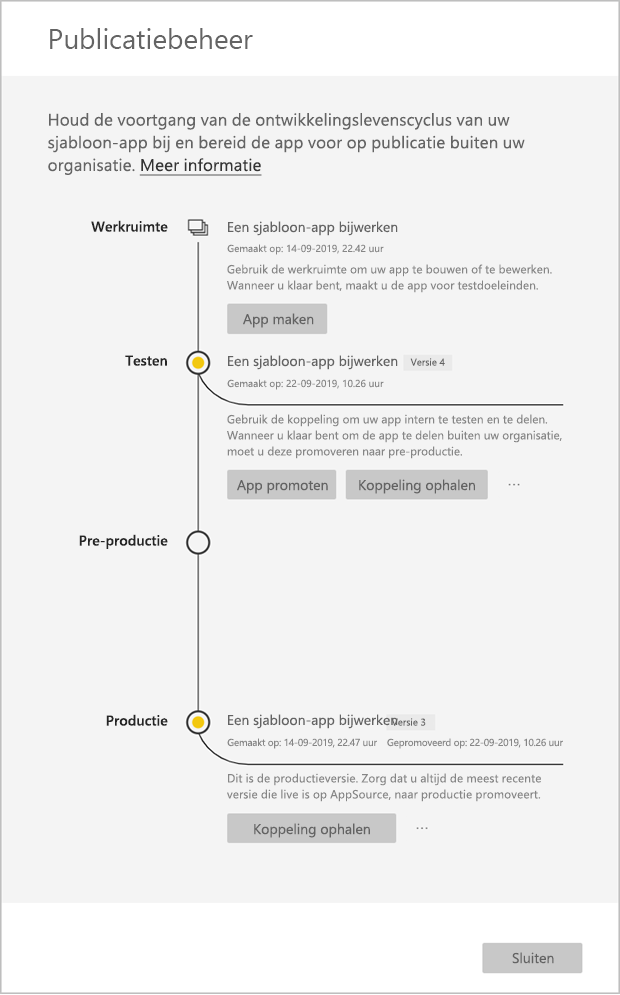 Publicatiebeheer
Houd de voortgang van de ontwikkelingslevenscyclus van uw
sjabloon-app bij en bereid de app voor op publicatie buiten uw
organisatie. Meer informatie
Werkruimte
Een sjabloon-app bijwerken
Gemaakt op: 14-09-2019, 22.42 uur
Gebruik de werkruimte om uw app te bouwen of te bewerken.
Wanneer u klaar bent, maakt u de app voor testdoeleinden.
App maken
Testen
Een sjabloon-app bijwerken Versie 4
Gemaakt op: 22-09-2019, 10.26 uur
Gebruik de koppeling om uw app intern te testen en te delen.
Wanneer u klaar bent om de app te delen buiten uw organisatie,
moet u deze promoveren naar pre-productie.
App promoten Koppeling ophalen ...
Pre-productie
Productie
Een sjabloon-app bijwerken Versie 3
Gemaakt op: 14-09-2019, 22.47 uur Gepromoveerd op: 22-09-2019, 10.26 uur
Dit is de productieversie. Zorg dat u altijd de meest recente
versie die live is op AppSource, naar productie promoveert.
Koppeling ophalen ...
Sluiten